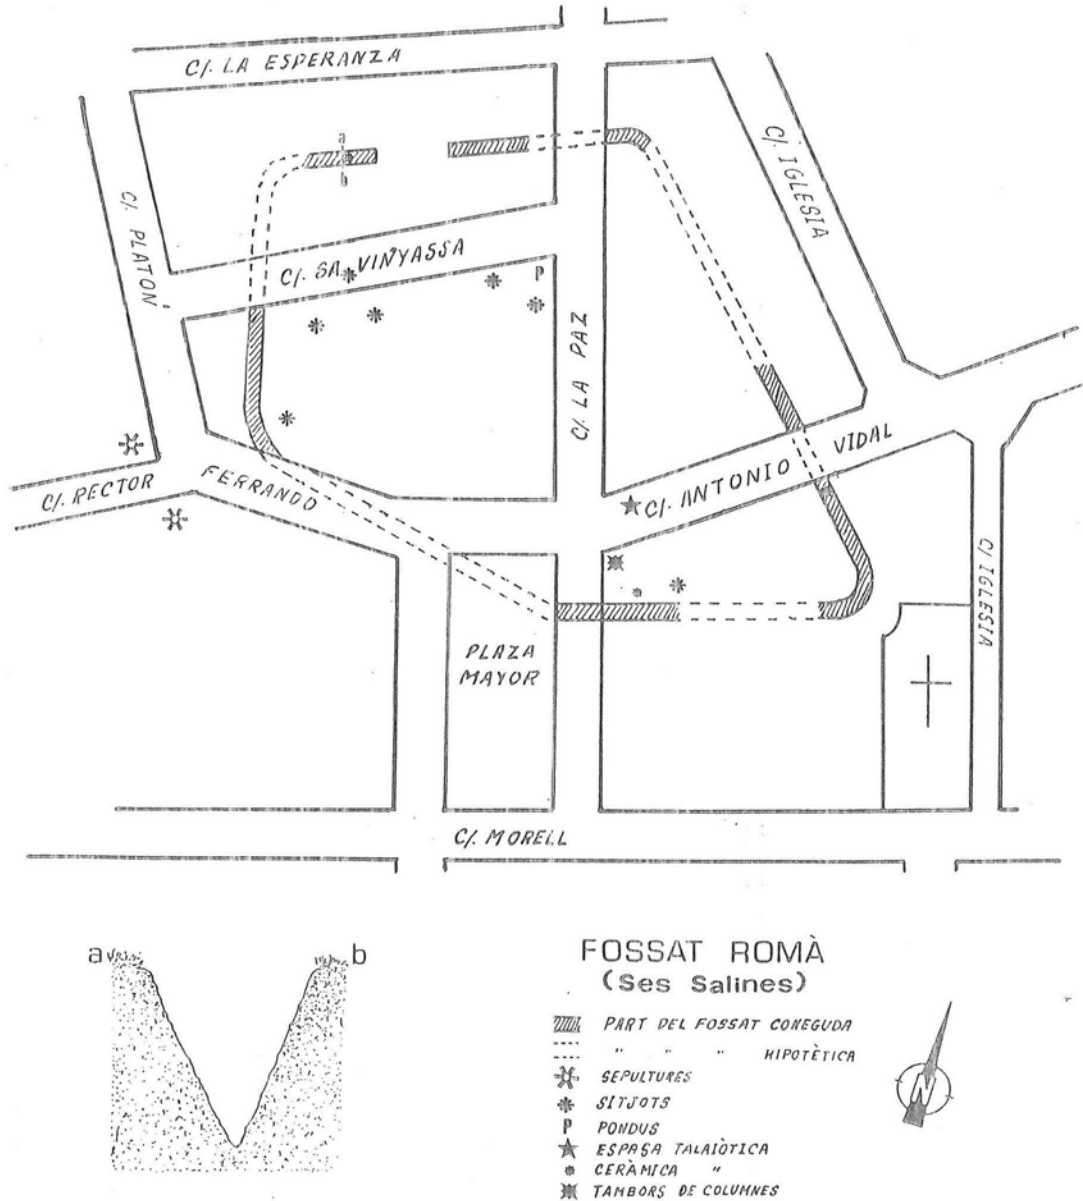 C/. LA ESPERANZA
a
b
C/. IGLESIA
C/. PLATON
C/. SA VINYASSA
P
C/. LA PAZ
C/. RECTOR FERRANDO
C/. ANTONIO VIDAL
C/ IGLESIA
PLAZA
MAYOR
C/. MORELL
a
b
FOSSAT ROMÀ
(Ses Salines)
PART DEL FOSSAT CONEGUDA
" " " HIPOTÈTICA
SEPULTURES
SITJOTS
P PONDUS
ESPASA TALAIÒTICA
CERÀMICA "
TAMBORS DE COLUMNES
N